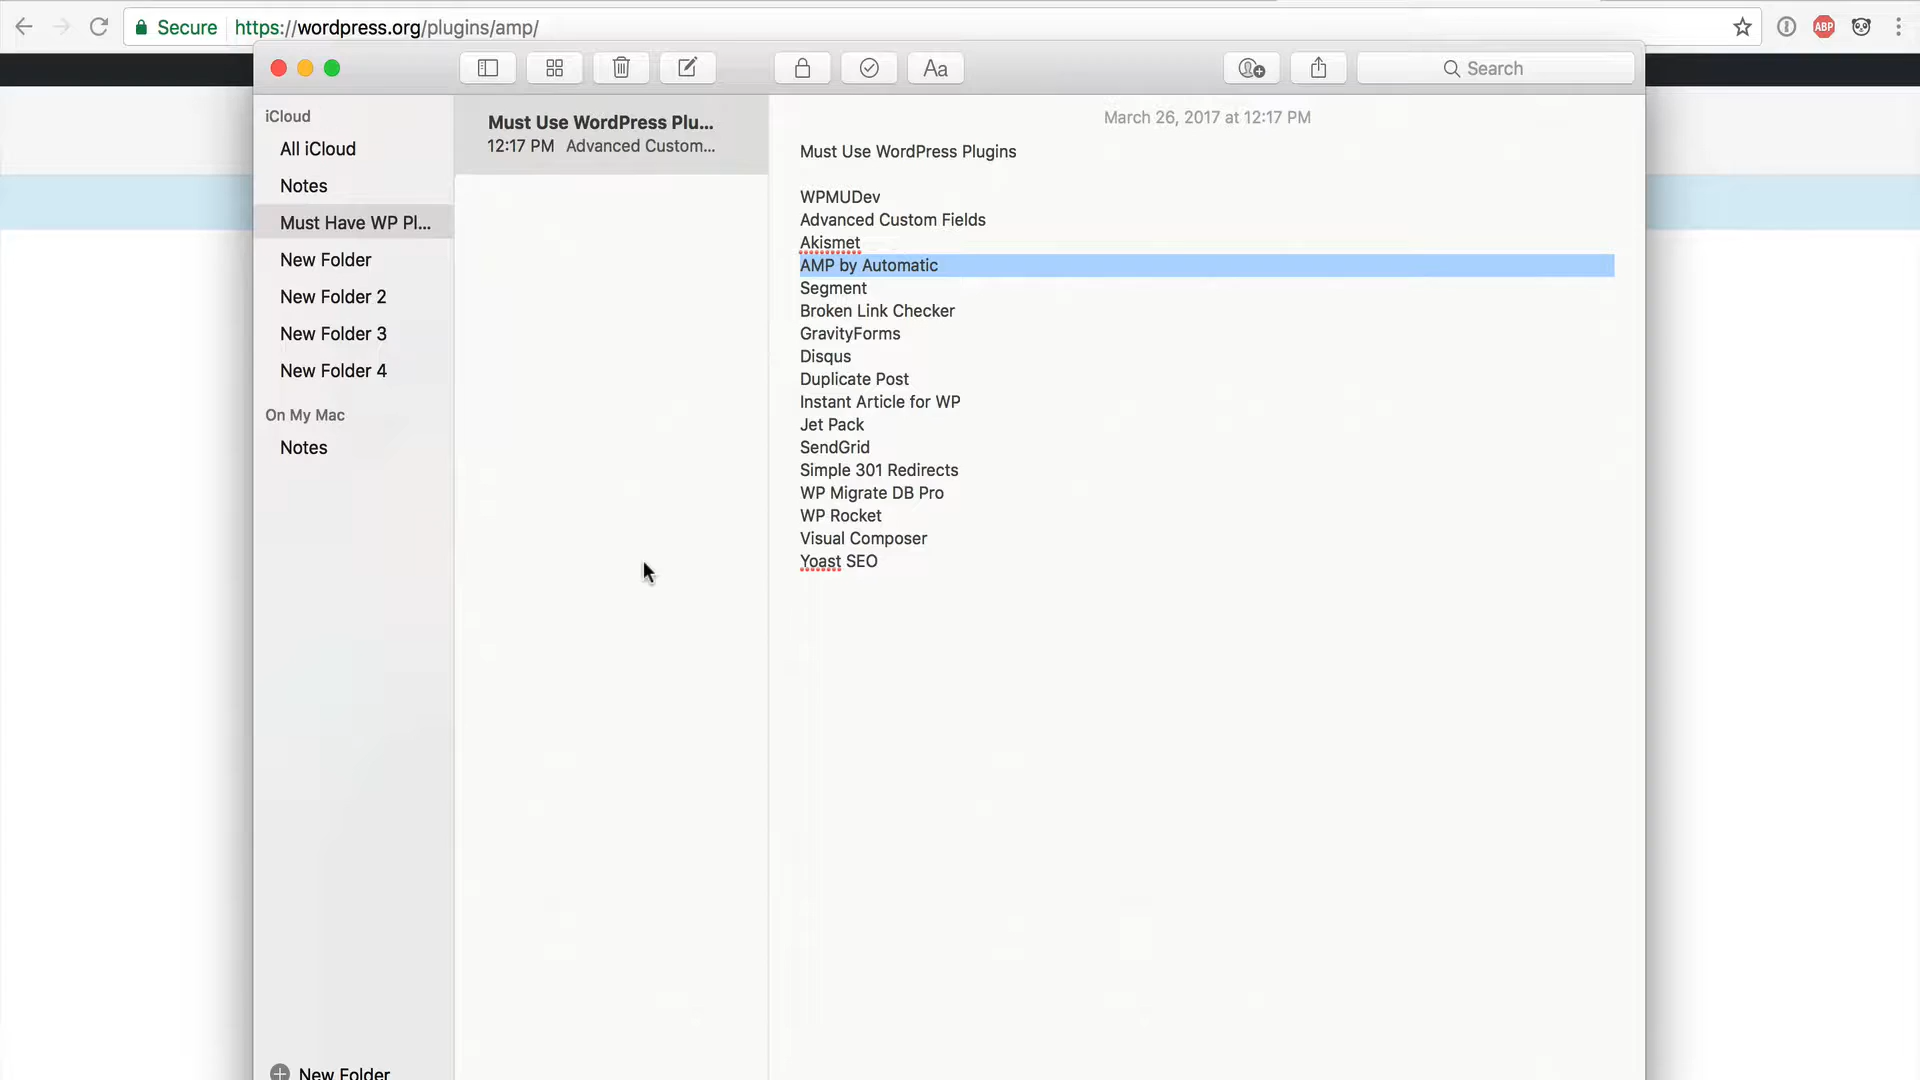 Secure https://wordpress.org/plugins/amp/
ABP
Aa
Search
iCloud
All iCloud
Notes
Must Have WP Pl...
New Folder
New Folder 2
New Folder 3
New Folder 4
On My Mac
Notes
New Folder
Must Use WordPress Plu...
12:17 PM Advanced Custom...
March 26, 2017 at 12:17 PM
Must Use WordPress Plugins
WPMUDev
Advanced Custom Fields
Akismet
AMP by Automatic
Segment
Broken Link Checker
GravityForms
Disqus
Duplicate Post
Instant Article for WP
Jet Pack
SendGrid
Simple 301 Redirects
WP Migrate DB Pro
WP Rocket
Visual Composer
Yoast SEO